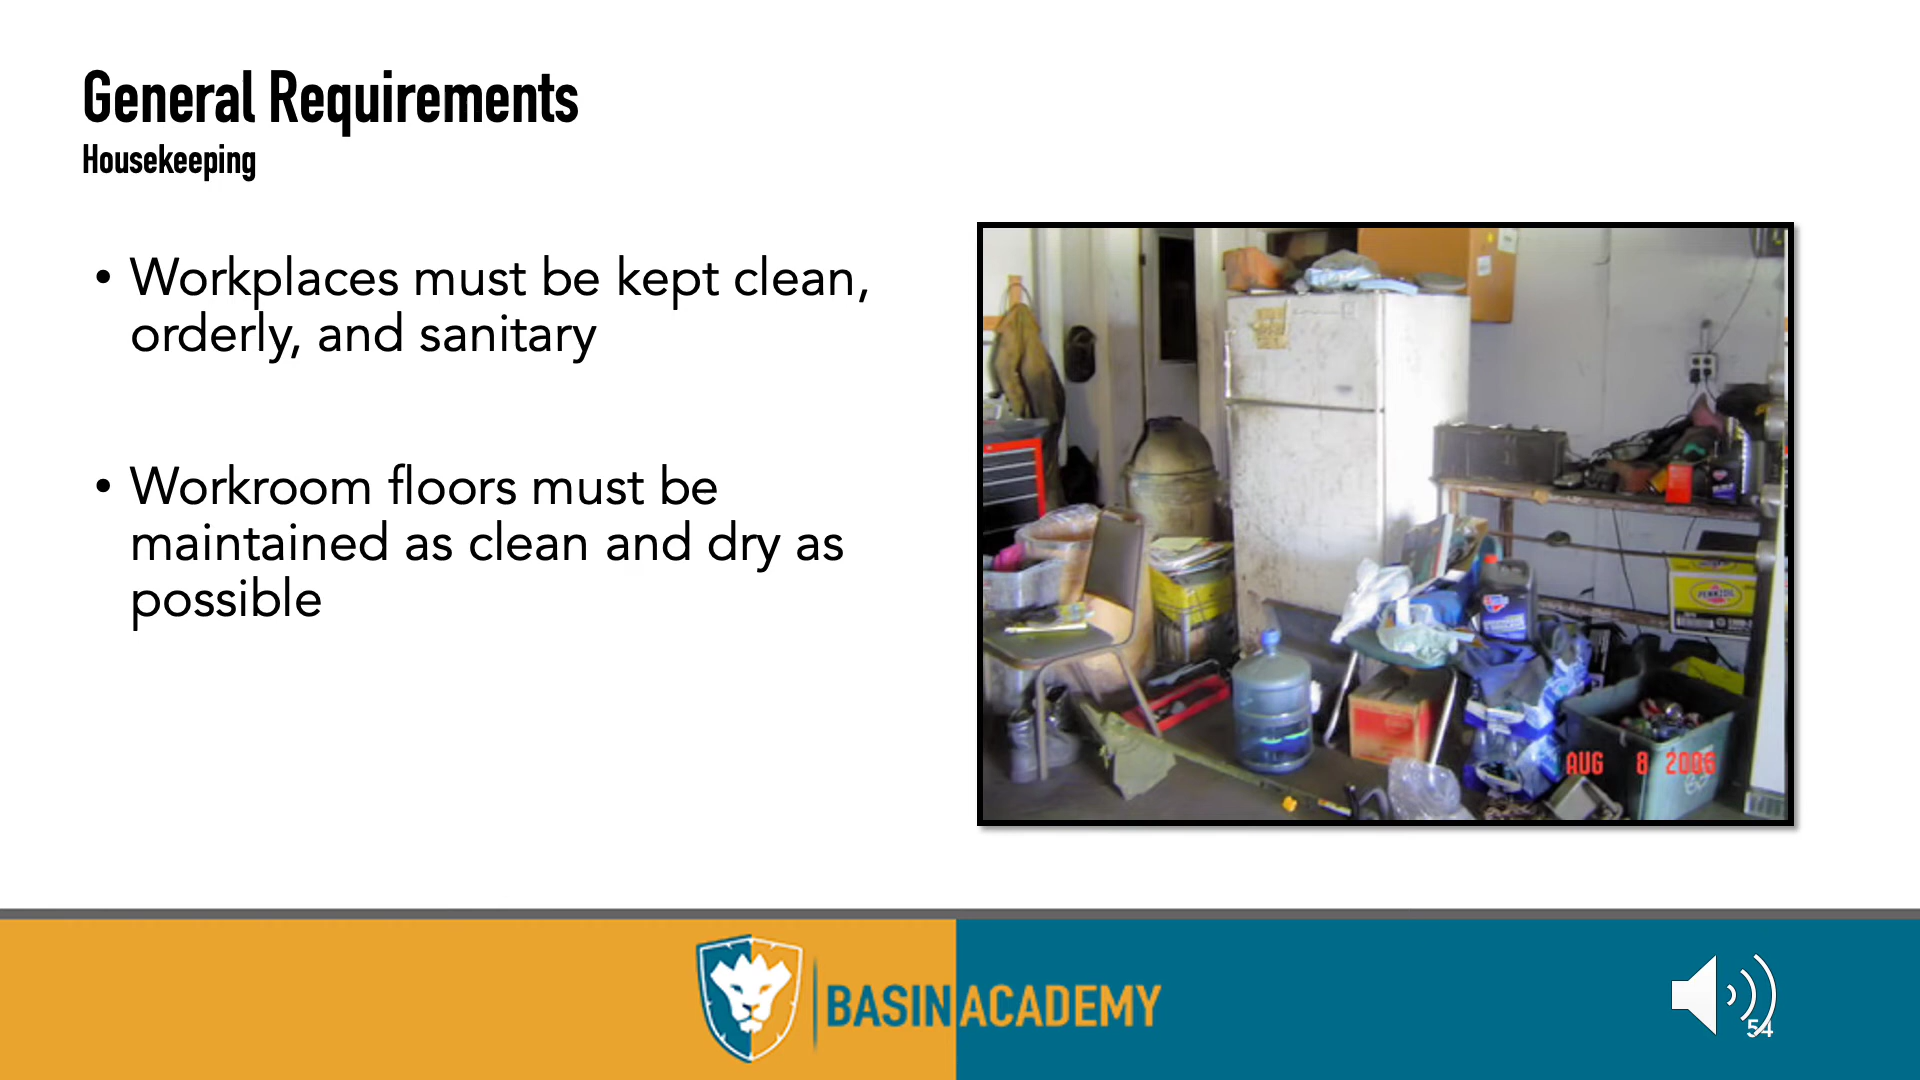 General Requirements
Housekeeping
• Workplaces must be kept clean,
orderly, and sanitary
• Workroom floors must be
maintained as clean and dry as
possible
PENNZOIL
AUG 8 2006
BASIN ACADEMY
54